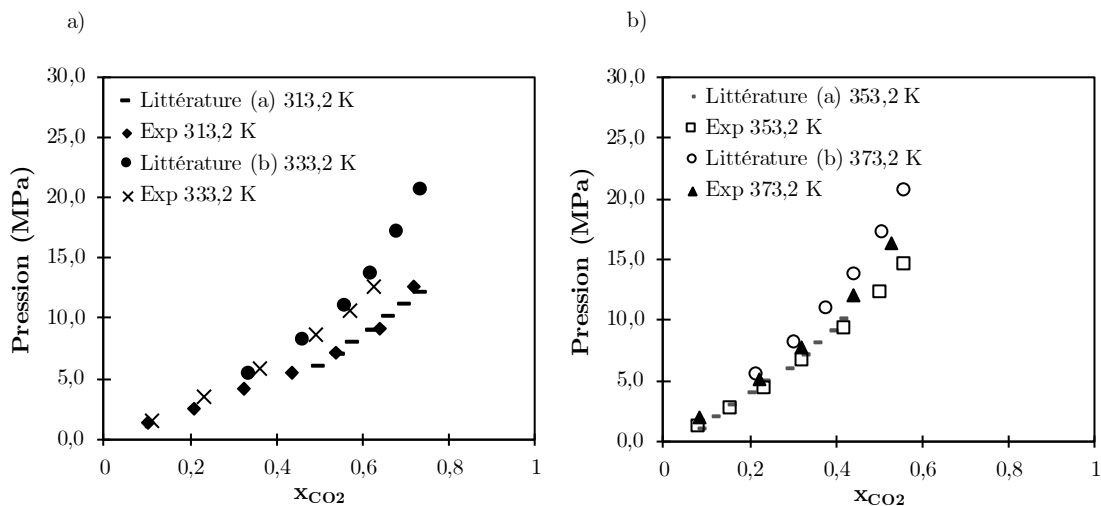 a)
30,0
25,0
20,0
15,0
10,0
5,0
0,0
Pression (MPa)
Littérature (a) 313,2 K
Exp 313,2 K
Littérature (b) 333,2 K
Exp 333,2 K
0 0,2 0,4 0,6 0,8 1
xCO2
b)
30,0
25,0
20,0
15,0
10,0
5,0
0,0
Pression (MPa)
Littérature (a) 353,2 K
Exp 353,2 K
Littérature (b) 373,2 K
Exp 373,2 K
0 0,2 0,4 0,6 0,8 1
xCO2